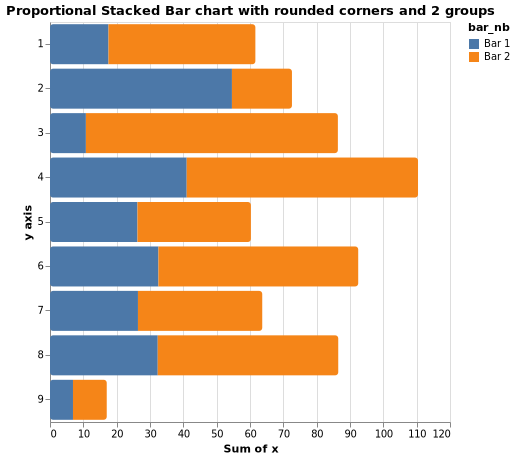 Proportional Stacked Bar chart with rounded corners and 2 groups
bar_nb
Bar 1
Bar 2
1
2
3
4
5
6
7
8
9
y axis
0 10 20 30 40 50 60 70 80 90 100 110 120
Sum of x